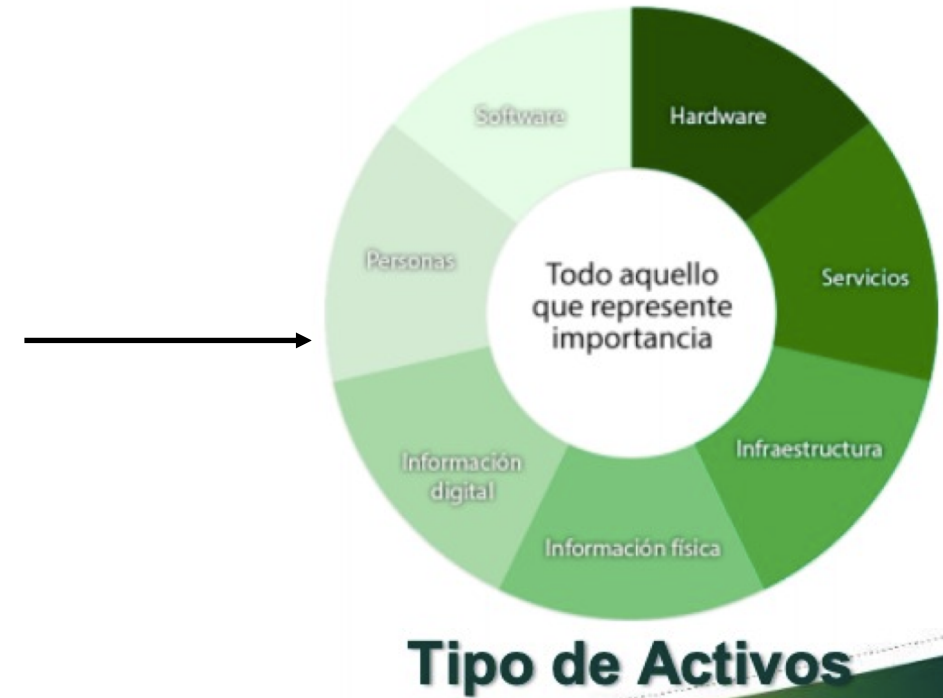 Software
Hardware
Personas
Todo aquello
que represente
importancia
Servicios
Información
digital
Infraestructura
Información física
Tipo de Activos